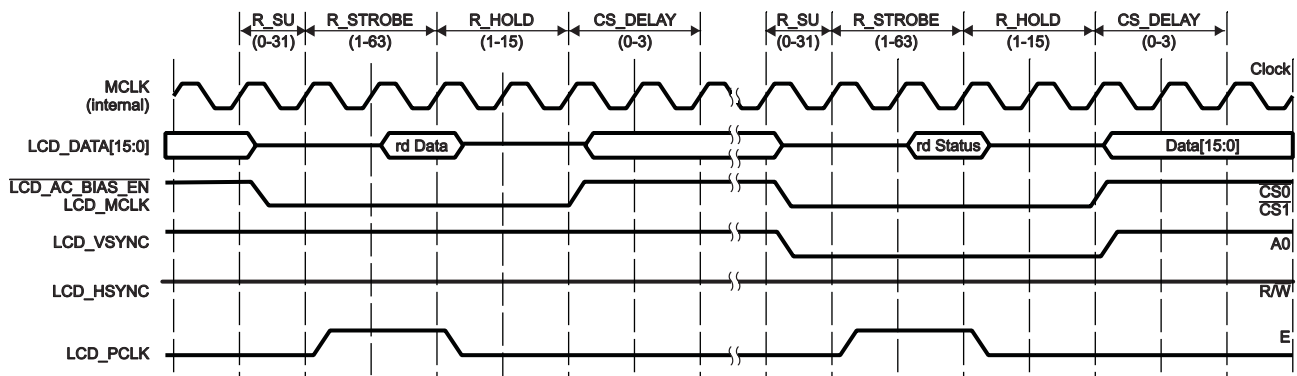 R_SU R_STROBE R_HOLD CS_DELAY R_SU R_STROBE R_HOLD CS_DELAY
(0-31) (1-63) (1-15) (0-3) (0-31) (1-63) (1-15) (0-3)
Clock
MCLK
(internal)
LCD_DATA[15:0] rd Data rd Status Data[15:0]
LCD_AC_BIAS_EN CS0
LCD_MCLK CS1
LCD_VSYNC A0
LCD_HSYNC R/W
LCD_PCLK E